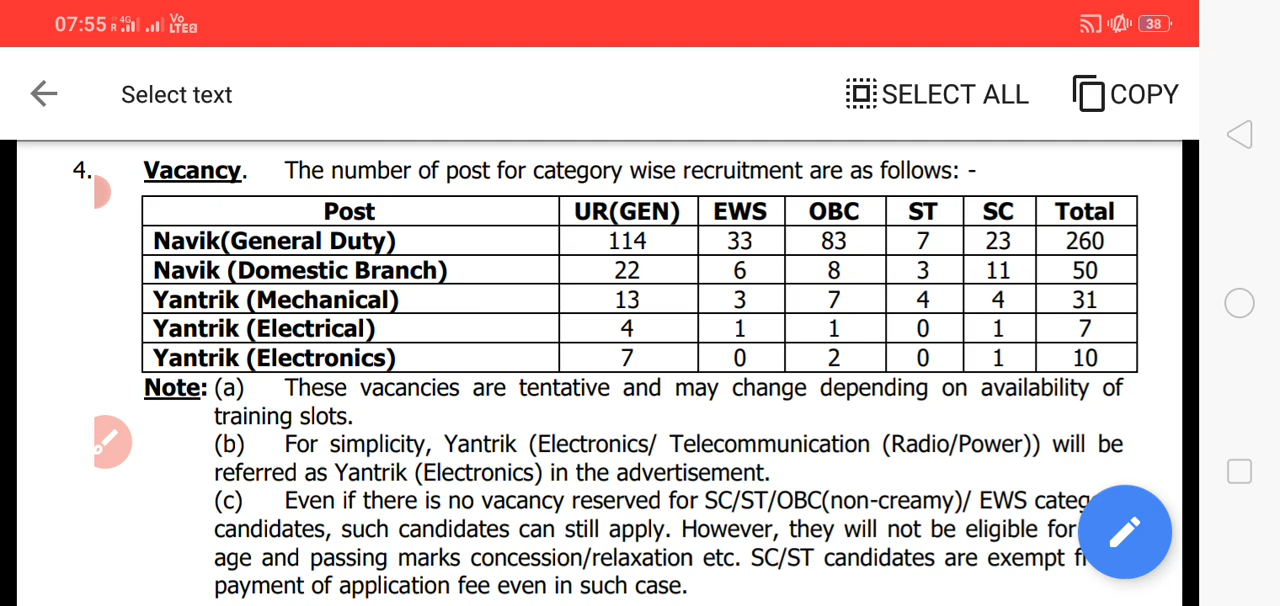 07:55 R 4G Vo LTE2 38
Select text SELECT ALL COPY
4. Vacancy. The number of post for category wise recruitment are as follows: -
Post UR(GEN) EWS OBC ST SC Total
Navik(General Duty) 114 33 83 7 23 260
Navik (Domestic Branch) 22 6 8 3 11 50
Yantrik (Mechanical) 13 3 7 4 4 31
Yantrik (Electrical) 4 1 1 0 1 7
Yantrik (Electronics) 7 0 2 0 1 10
Note: (a) These vacancies are tentative and may change depending on availability of
training slots.
(b) For simplicity, Yantrik (Electronics/ Telecommunication (Radio/Power)) will be
referred as Yantrik (Electronics) in the advertisement.
(c) Even if there is no vacancy reserved for SC/ST/OBC(non-creamy)/ EWS
candidates, such candidates can still apply. However, they will not be eligible for
age and passing marks concession/relaxation etc. SC/ST candidates are exempt
payment of application fee even in such case.